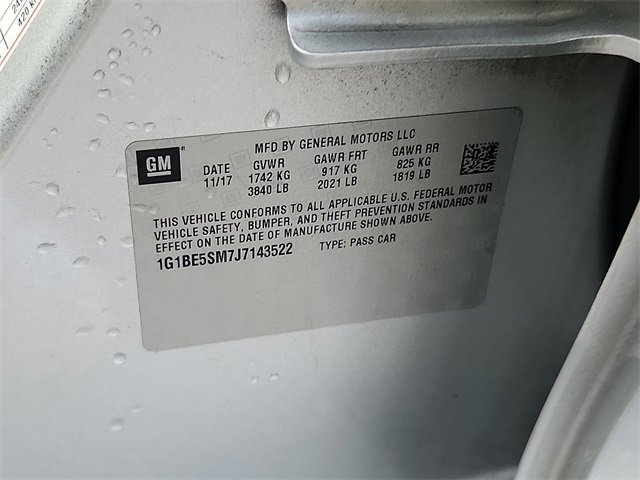 420 K
GM
MFD BY GENERAL MOTORS LLC
DATE GVWR GAWR FRT GAWR RR
11/17 1742 KG 917 KG 825 KG
3840 LB 2021 LB 1819 LB
THIS VEHICLE CONFORMS TO ALL APPLICABLE U.S. FEDERAL MOTOR
VEHICLE SAFETY, BUMPER, AND THEFT PREVENTION STANDARDS IN
EFFECT ON THE DATE OF MANUFACTURE SHOWN ABOVE.
1G1BE5SM7J7143522 TYPE: PASS CAR